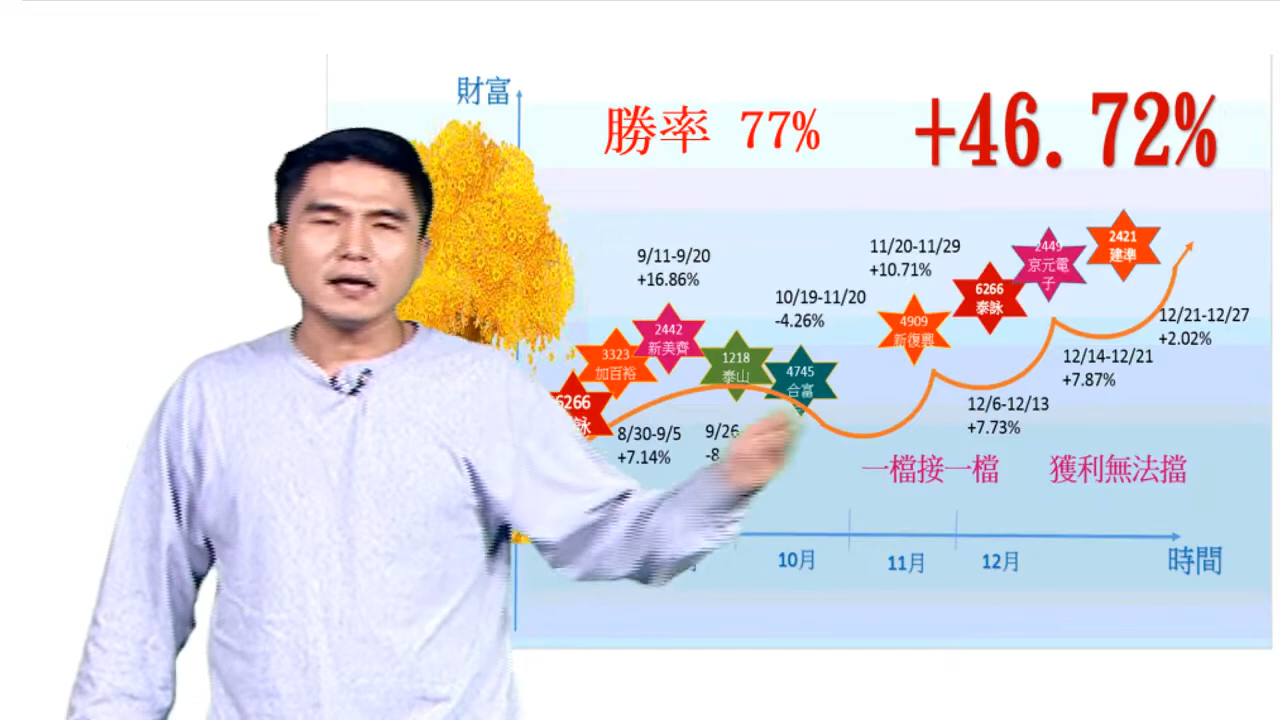 財富
勝率 77%
+46.72%
9/11-9/20
+16.86%
10/19-11/20
-4.26%
11/20-11/29
+10.71%
2449
京元電
子
2421
建準
6266
泰詠
4909
新復興
2442
新美齊
3323
加百裕
1218
泰山
4745
合富
6266
詠
8/30-9/5
+7.14%
9/26
-8
12/21-12/27
+2.02%
12/14-12/21
+7.87%
12/6-12/13
+7.73%
一檔接一檔 獲利無法擋
10月
11月
12月
時間